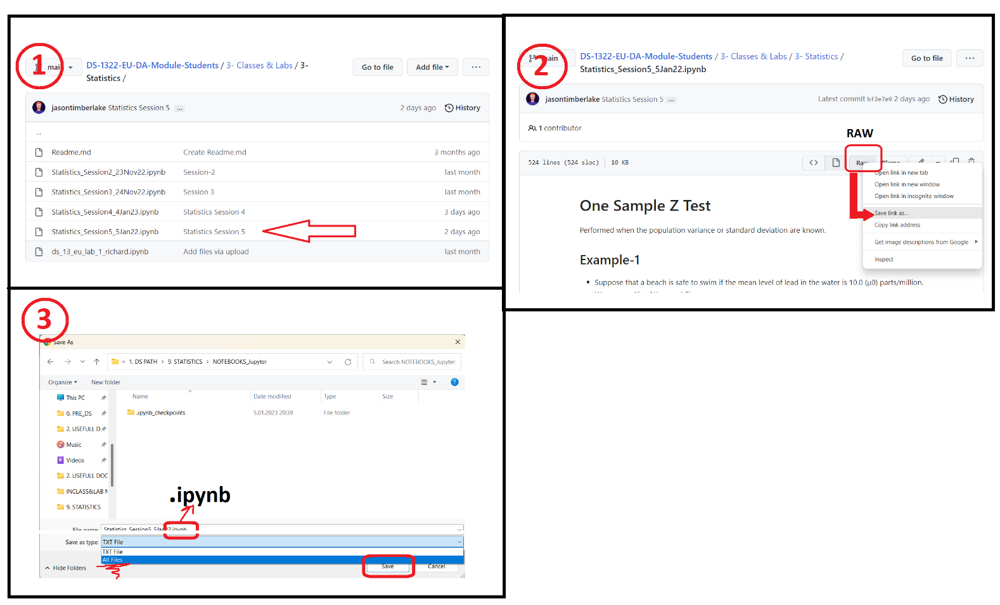 1
main
DS-1322-EU-DA-Module-Students / 3- Classes & Labs / 3-
Statistics /
Go to file
Add file
...
jasontimberlake Statistics Session 5 ...
2 days ago
History
..
Readme.md Create Readme.md 3 months ago
Statistics_Session2_23Nov22.ipynb Session-2 last month
Statistics_Session3_24Nov22.ipynb Session 3 last month
Statistics_Session4_4Jan23.ipynb Statistics Session 4 3 days ago
Statistics_Session5_5Jan22.ipynb Statistics Session 5 2 days ago
ds_13_eu_lab_1_richard.ipynb Add files via upload last month
2
main
DS-1322-EU-DA-Module-Students / 3- Classes & Labs / 3- Statistics /
Statistics_Session5_5Jan22.ipynb
Go to file
...
jasontimberlake Statistics Session 5 ...
Latest commit bf2e7e9 2 days ago
History
1 contributor
RAW
524 lines (524 sloc) | 10 KB
Raw
Blame
Open link in new tab
Open link in new window
Open link in incognito window
Save link as...
Copy link address
Get image descriptions from Google
Inspect
One Sample Z Test
Performed when the population variance or standard deviation are known.
Example-1
• Suppose that a beach is safe to swim if the mean level of lead in the water is 10.0 (μ0) parts/million.
3
Save As
« 1. DS PATH > 9. STATISTICS > NOTEBOOKS_Jupyter
Search NOTEBOOKS_Jupyter
Organize
New folder
?
Name Date modified Type Size
This PC
.ipynb_checkpoints 5.01.2023 20:39 File folder
0. PRE_DS
2. USEFULL D
Music
Videos
2. USEFULL DOC
INCLASS&LAB N
9. STATISTICS
.ipynb
File name: Statistics_Session5_5Jan22.ipynb
Save as type: TXT File
TXT File
All Files
Hide Folders
Save
Cancel